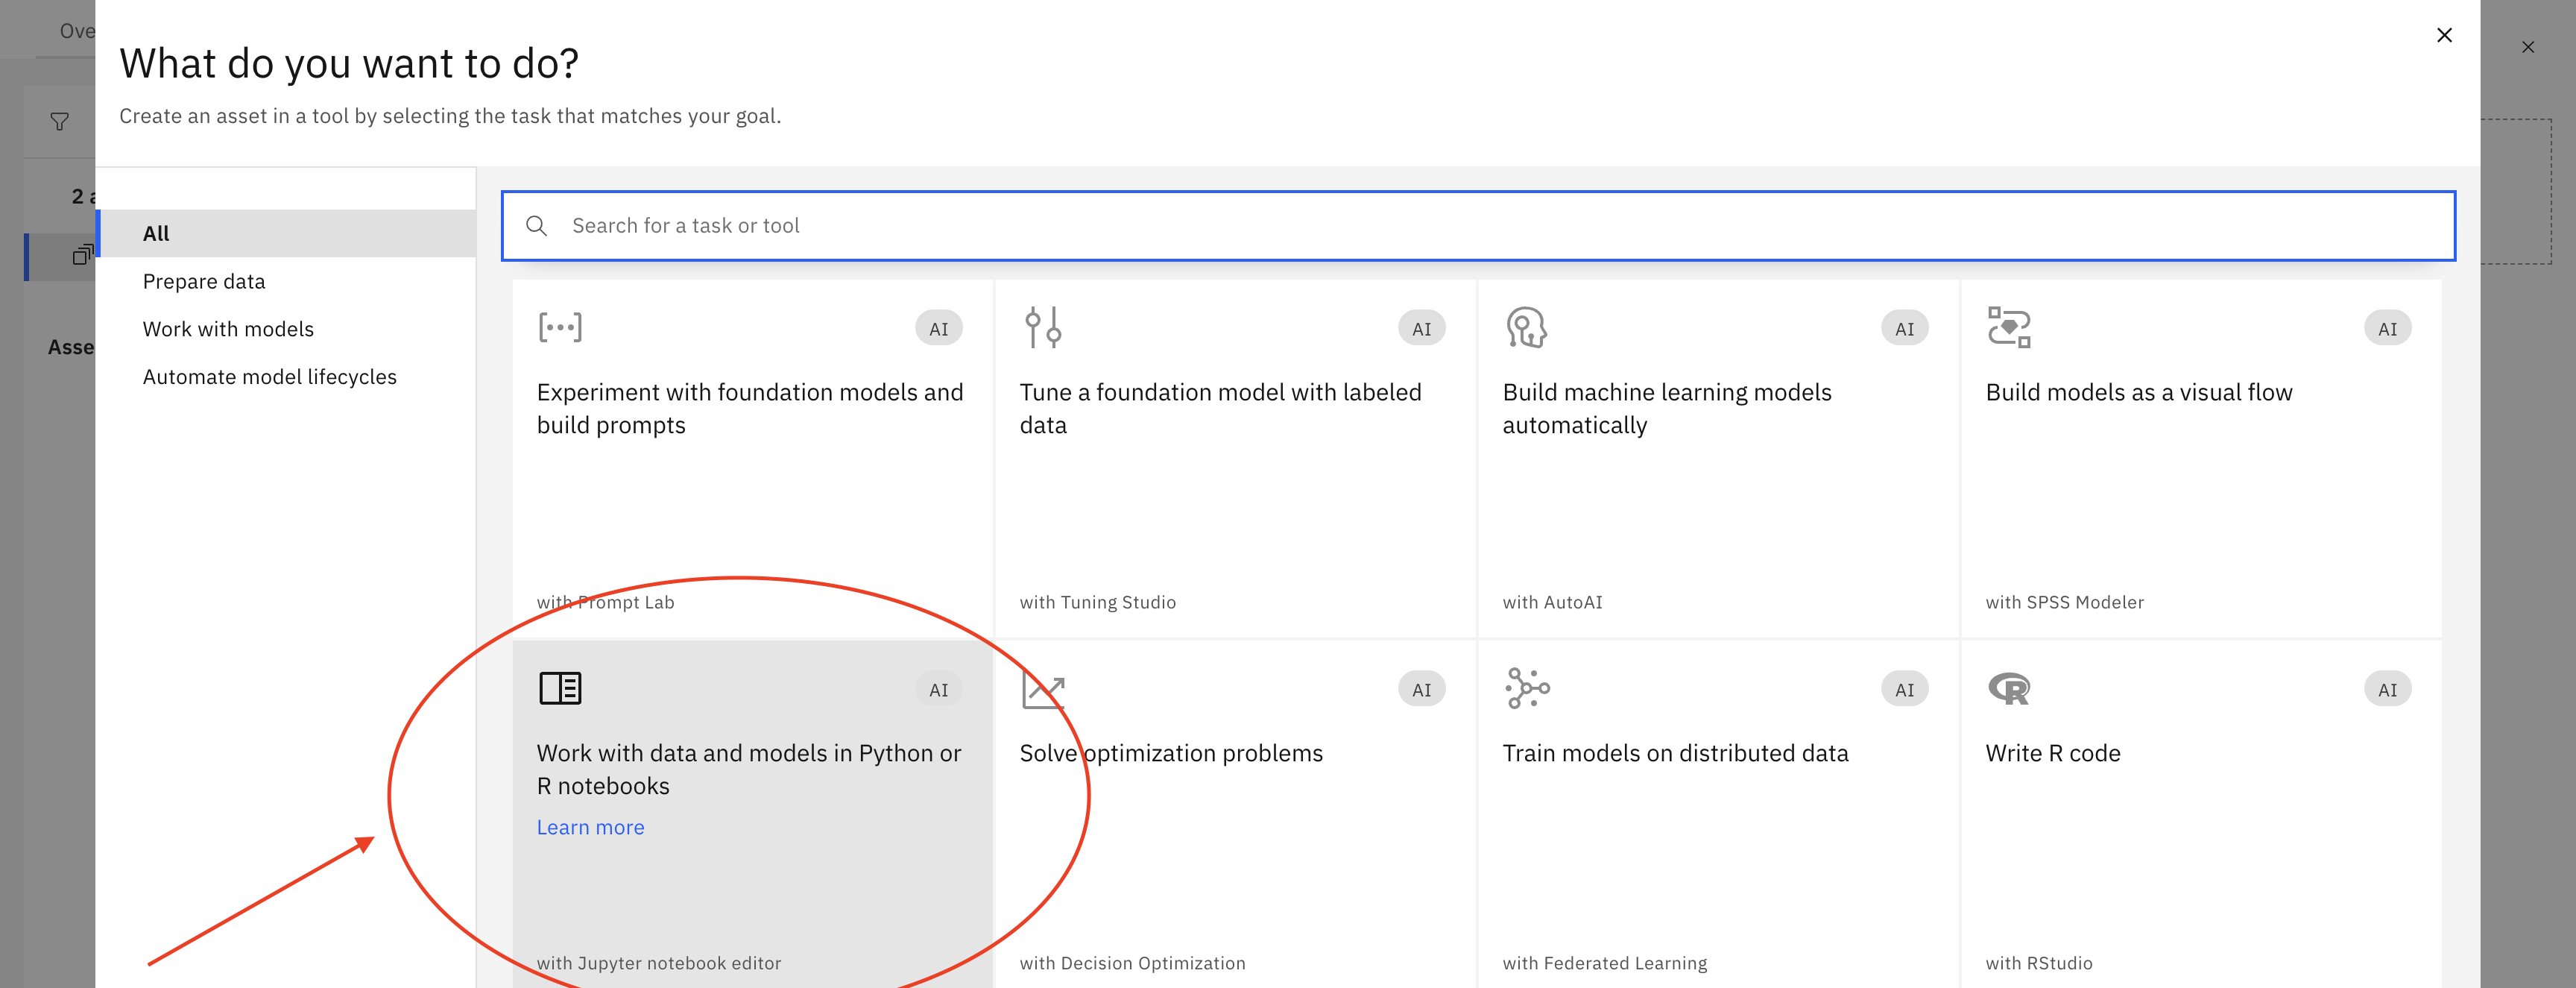 Ove
What do you want to do?
Create an asset in a tool by selecting the task that matches your goal.
2 a
Asse
All
Prepare data
Work with models
Automate model lifecycles
Search for a task or tool
AI
Experiment with foundation models and
build prompts
with Prompt Lab
AI
Tune a foundation model with labeled
data
with Tuning Studio
AI
Build machine learning models
automatically
with AutoAI
AI
Build models as a visual flow
with SPSS Modeler
AI
Work with data and models in Python or
R notebooks
Learn more
with Jupyter notebook editor
AI
Solve optimization problems
with Decision Optimization
AI
Train models on distributed data
with Federated Learning
R
AI
Write R code
with RStudio